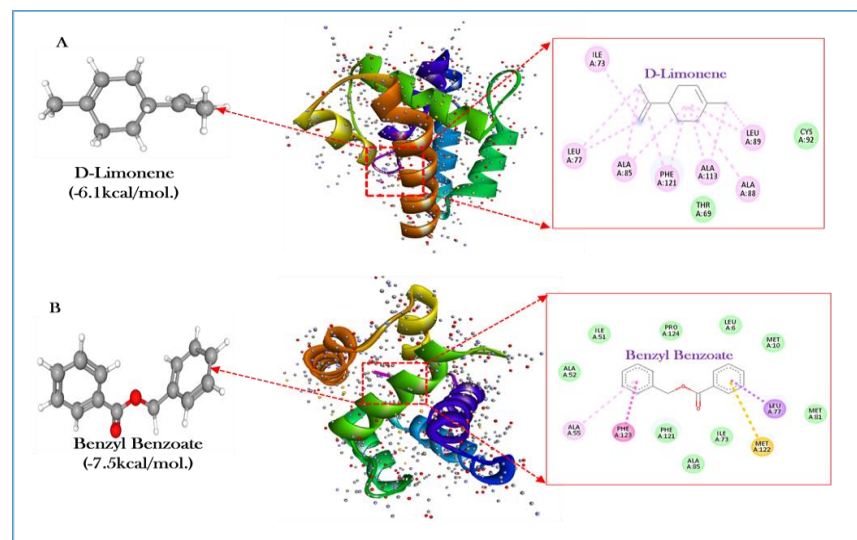 A
D-Limonene
(-6.1kcal/mol.)
ILE
A:73
D-Limonene
LEU
A:77
ALA
A:85
PHE
A:121
ALA
A:113
ALA
A:88
LEU
A:89
CYS
A:92
THR
A:69
B
Benzyl Benzoate
(-7.5kcal/mol.)
ILE
A:51
PRO
A:124
LEU
A:6
MET
A:10
ALA
A:52
Benzyl Benzoate
ALA
A:55
PHE
A:123
PHE
A:121
ALA
A:85
ILE
A:73
MET
A:122
LEU
A:77
MET
A:81